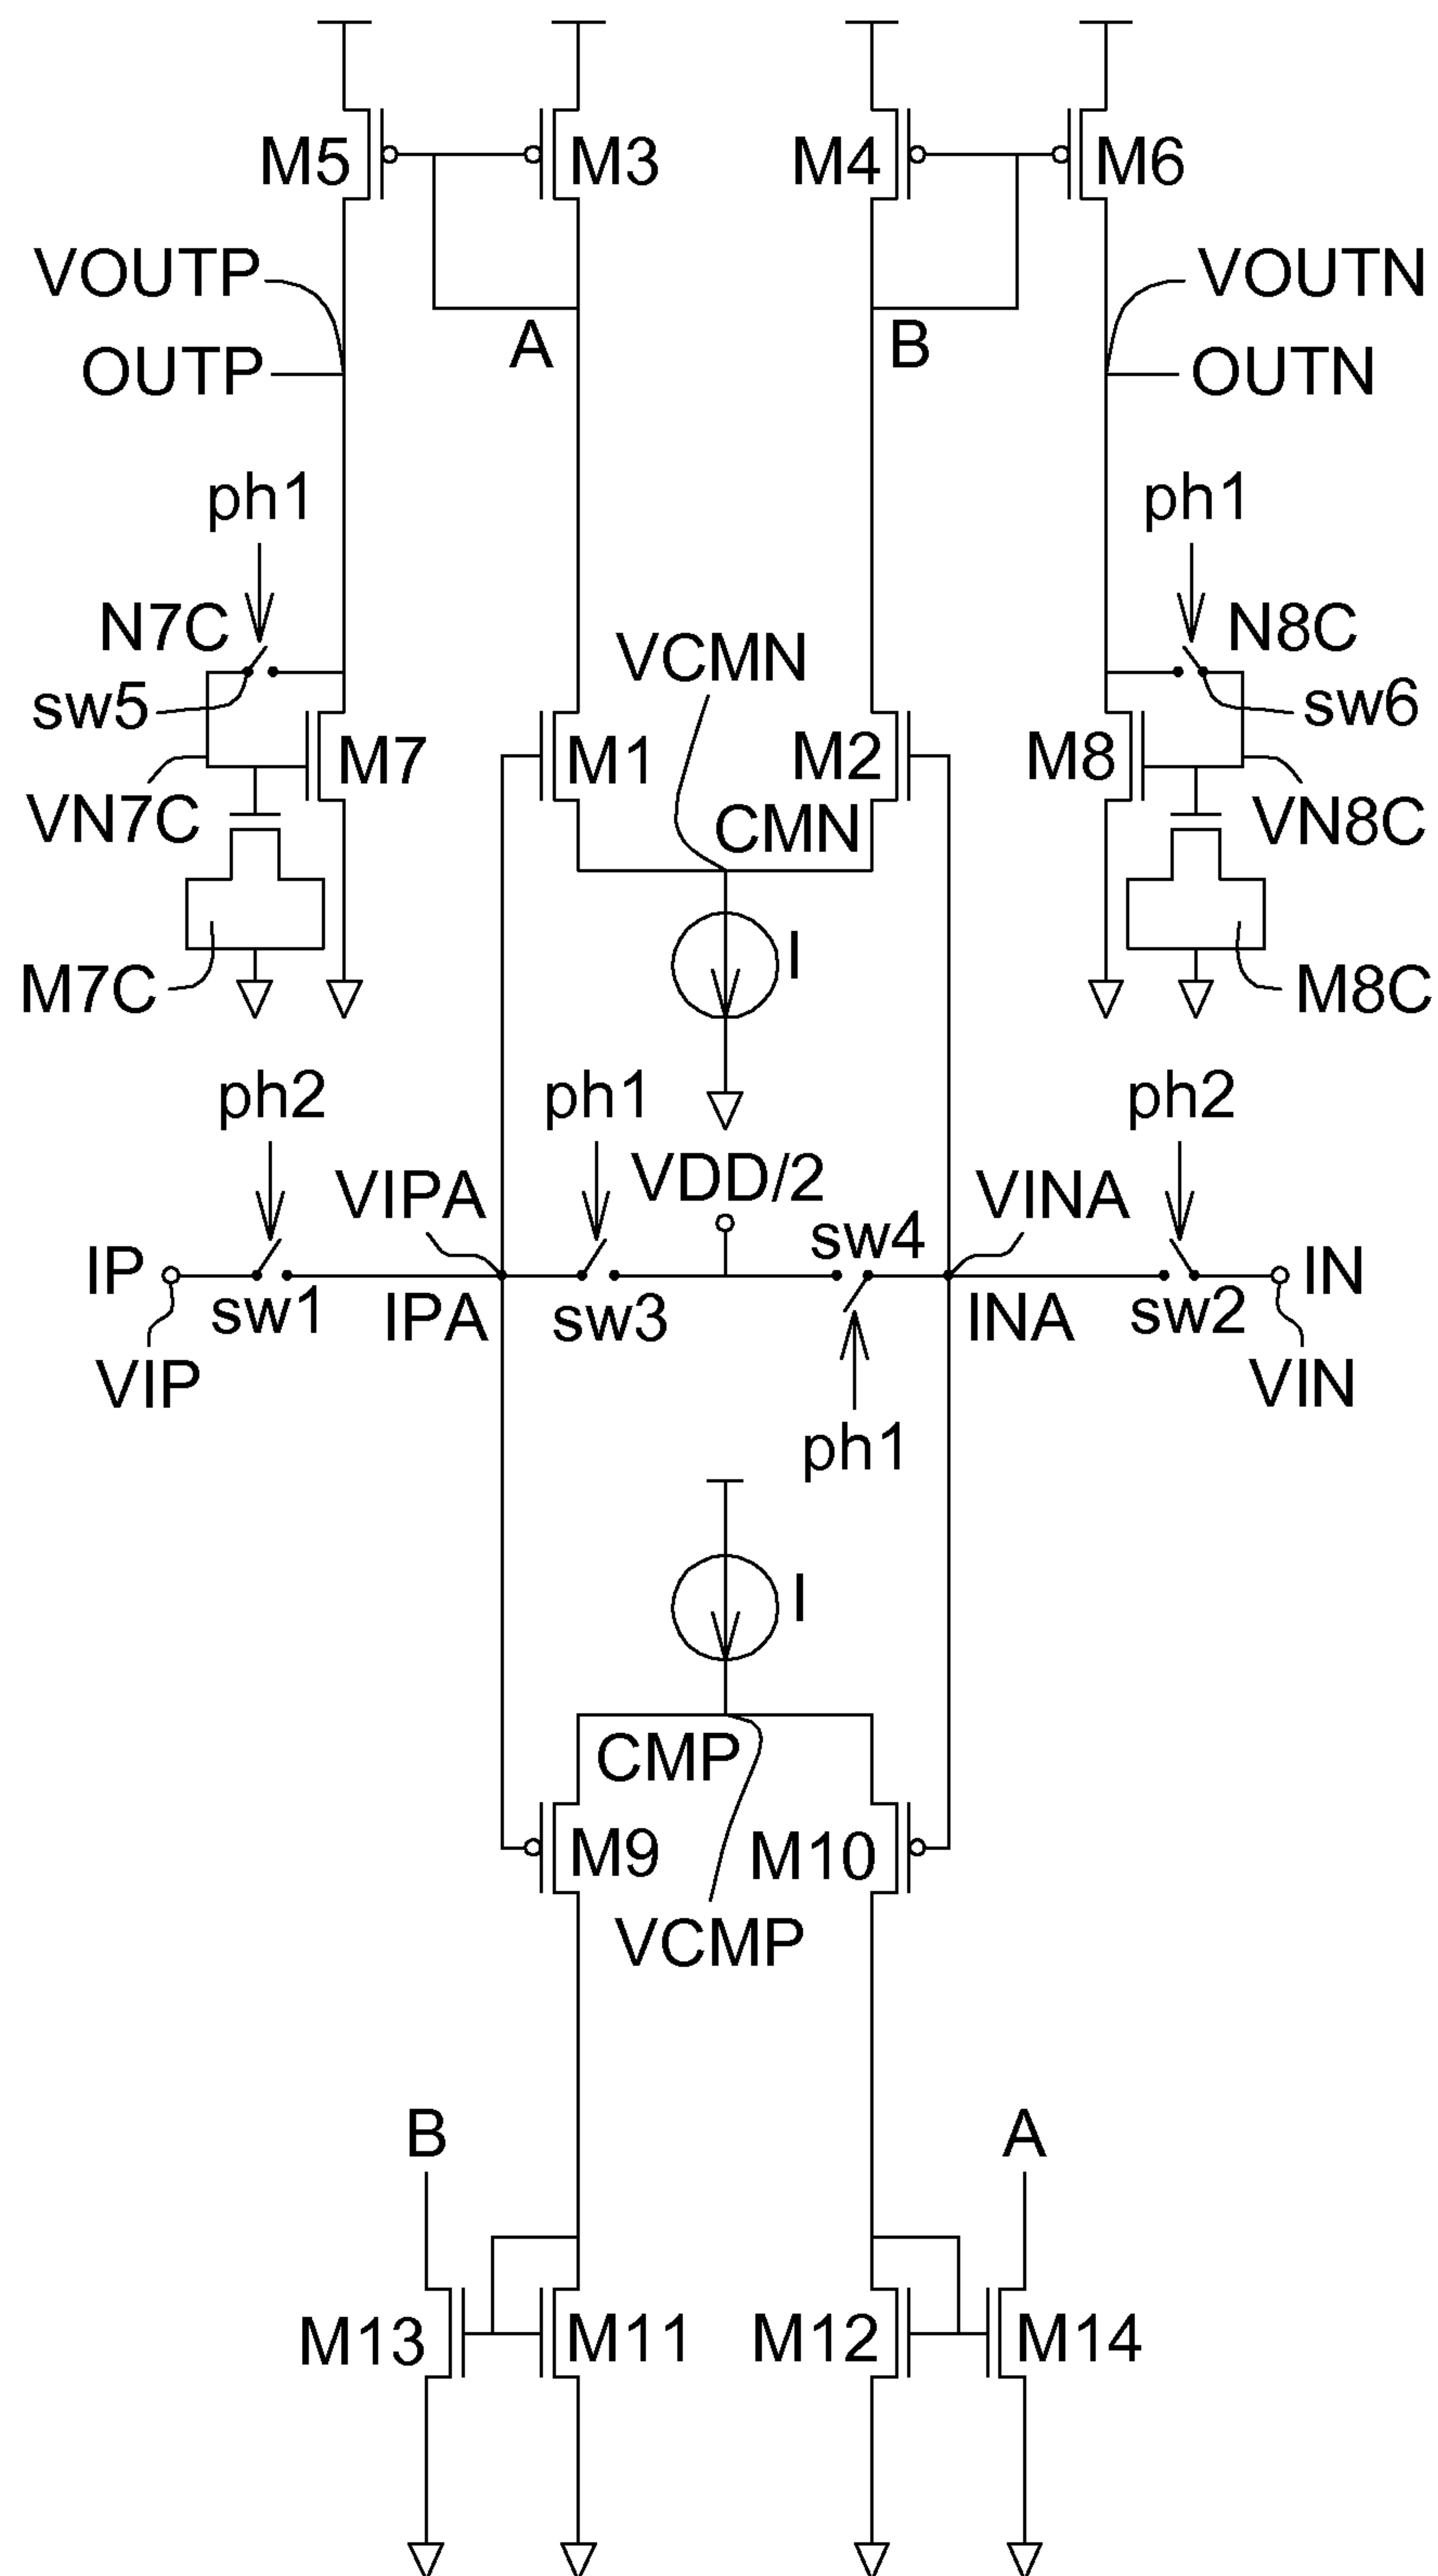 M5
M3
M4
M6
VOUTP
VOUTN
A
B
OUTP
OUTN
ph1
ph1
N7C
VCMN
N8C
sw5
sw6
M7
M1
M2
M8
VN7C
CMN
VN8C
I
M7C
M8C
ph2
ph1
ph2
VDD/2
VIPA
VINA
sw4
IP
IN
sw1
IPA
sw3
INA
sw2
VIP
VIN
ph1
I
CMP
M9
M10
VCMP
B
A
M13
M11
M12
M14